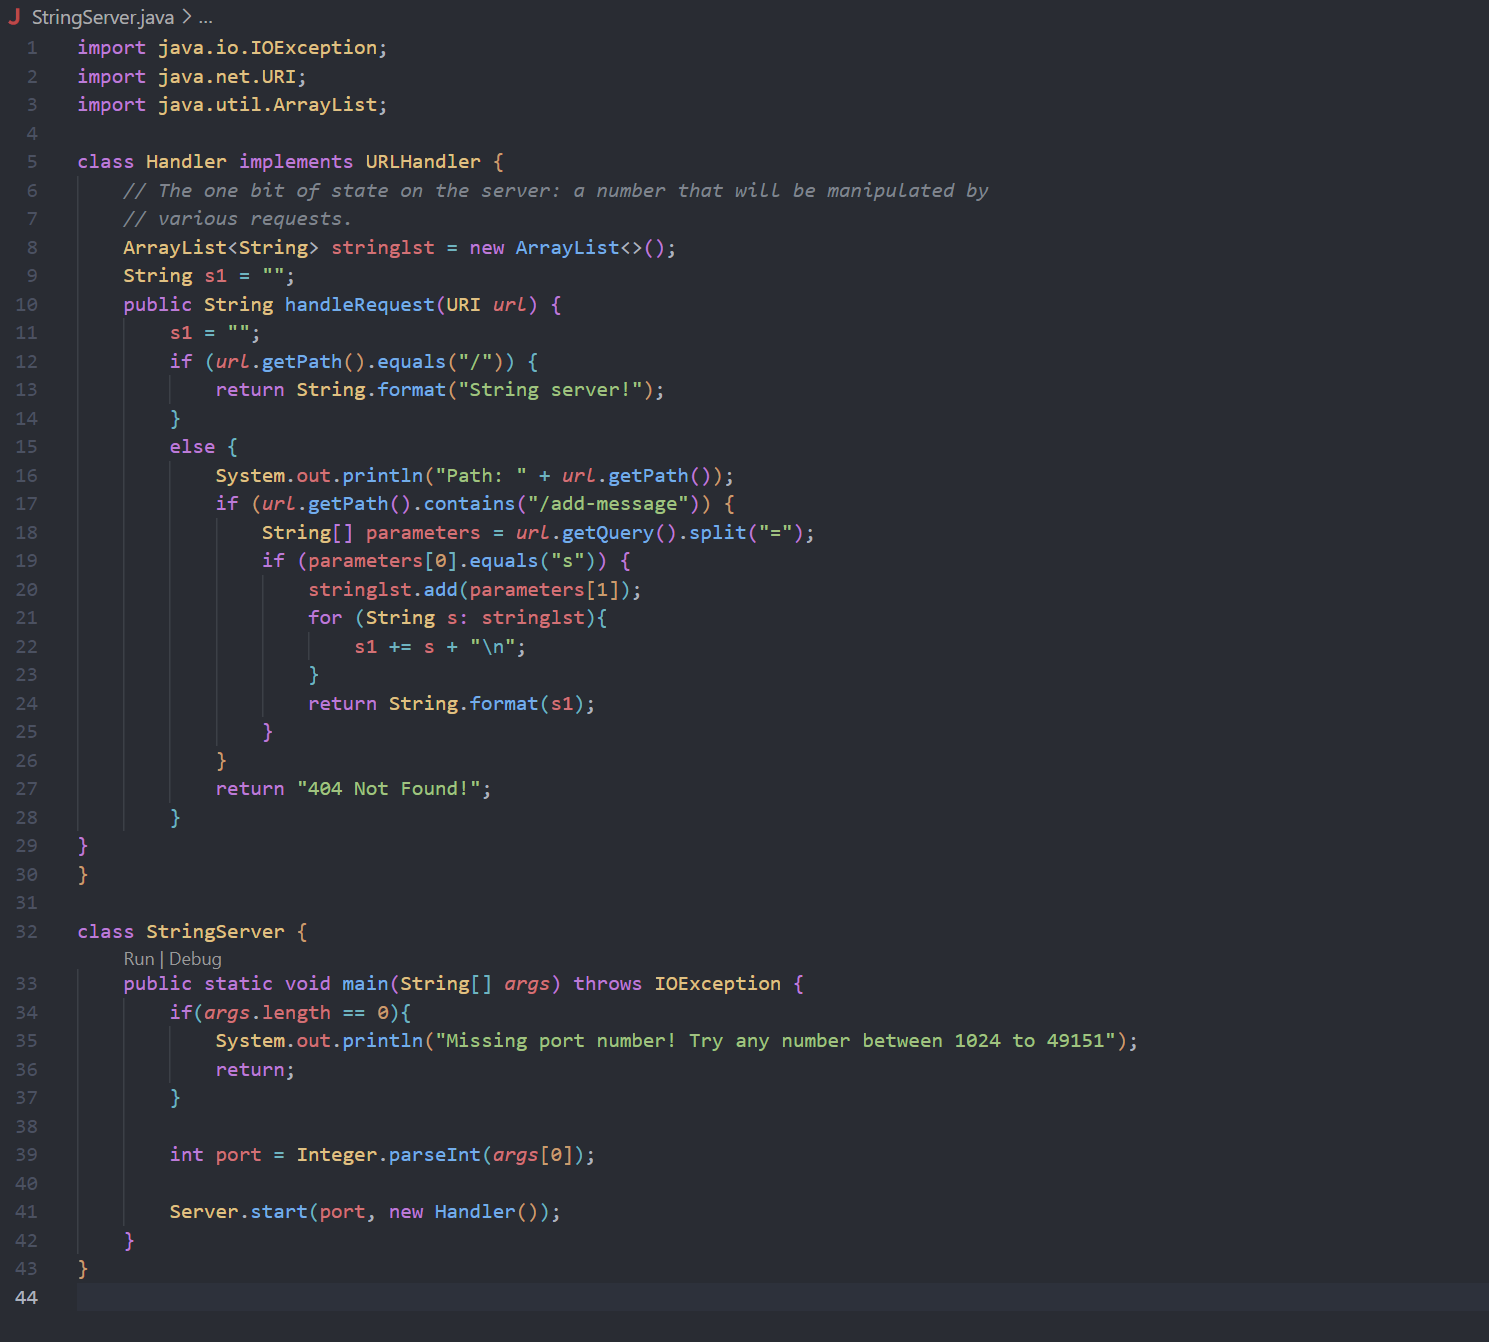 J StringServer.java > ...
1 import java.io.IOException;
2 import java.net.URI;
3 import java.util.ArrayList;
4
5 class Handler implements URLHandler {
6     // The one bit of state on the server: a number that will be manipulated by
7     // various requests.
8     ArrayList<String> stringlst = new ArrayList<>();
9     String s1 = "";
10     public String handleRequest(URI url) {
11         s1 = "";
12         if (url.getPath().equals("/")) {
13             return String.format("String server!");
14         }
15         else {
16             System.out.println("Path: " + url.getPath());
17             if (url.getPath().contains("/add-message")) {
18                 String[] parameters = url.getQuery().split("=");
19                 if (parameters[0].equals("s")) {
20                     stringlst.add(parameters[1]);
21                     for (String s: stringlst){
22                         s1 += s + "\n";
23                     }
24                     return String.format(s1);
25                 }
26             }
27             return "404 Not Found!";
28         }
29 }
30 }
31
32 class StringServer {
Run | Debug
33     public static void main(String[] args) throws IOException {
34         if(args.length == 0){
35             System.out.println("Missing port number! Try any number between 1024 to 49151");
36             return;
37         }
38
39         int port = Integer.parseInt(args[0]);
40
41         Server.start(port, new Handler());
42     }
43 }
44